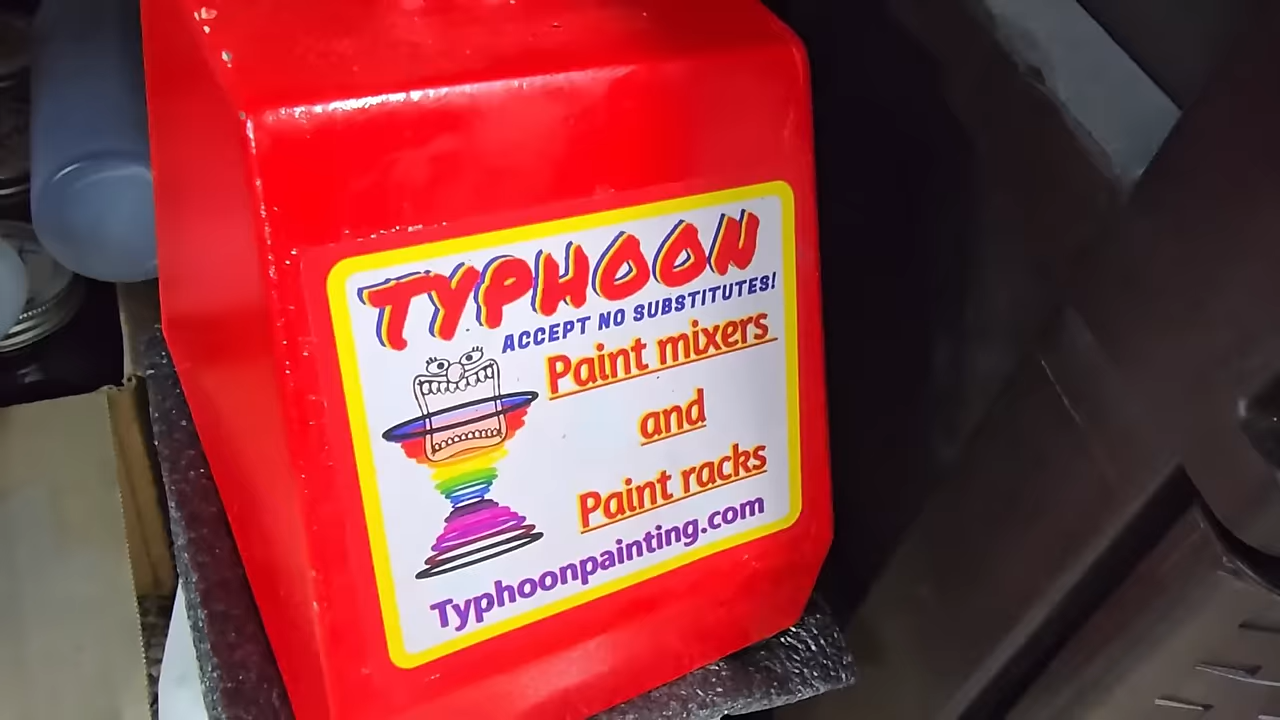 TYPHOON
ACCEPT NO SUBSTITUTES!
Paint mixers
and
Paint racks
Typhoonpainting.com